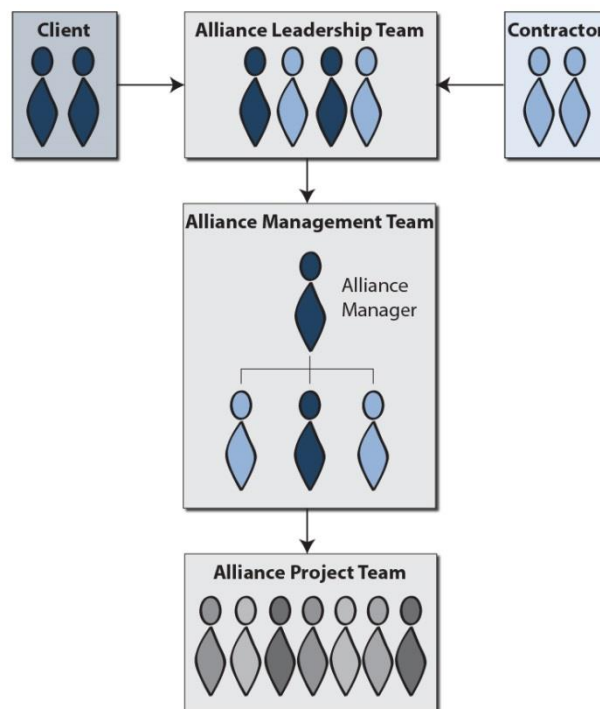 Client
Alliance Leadership Team
Contractor
Alliance Management Team
Alliance
Manager
Alliance Project Team